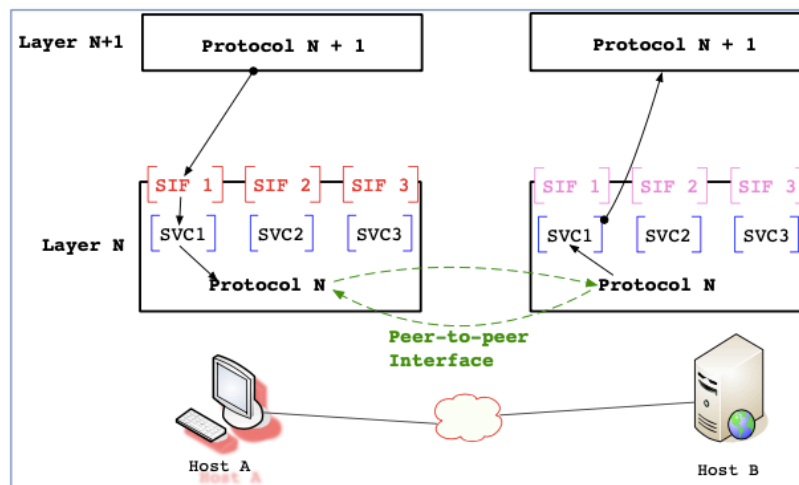 Layer N+1
Protocol N + 1
Protocol N + 1
SIF 1
SIF 2
SIF 3
SIF 1
SIF 2
SIF 3
Layer N
SVC1
SVC2
SVC3
SVC1
SVC2
SVC3
Protocol N
Protocol N
Peer-to-peer
Interface
Host A
Host A
Host B